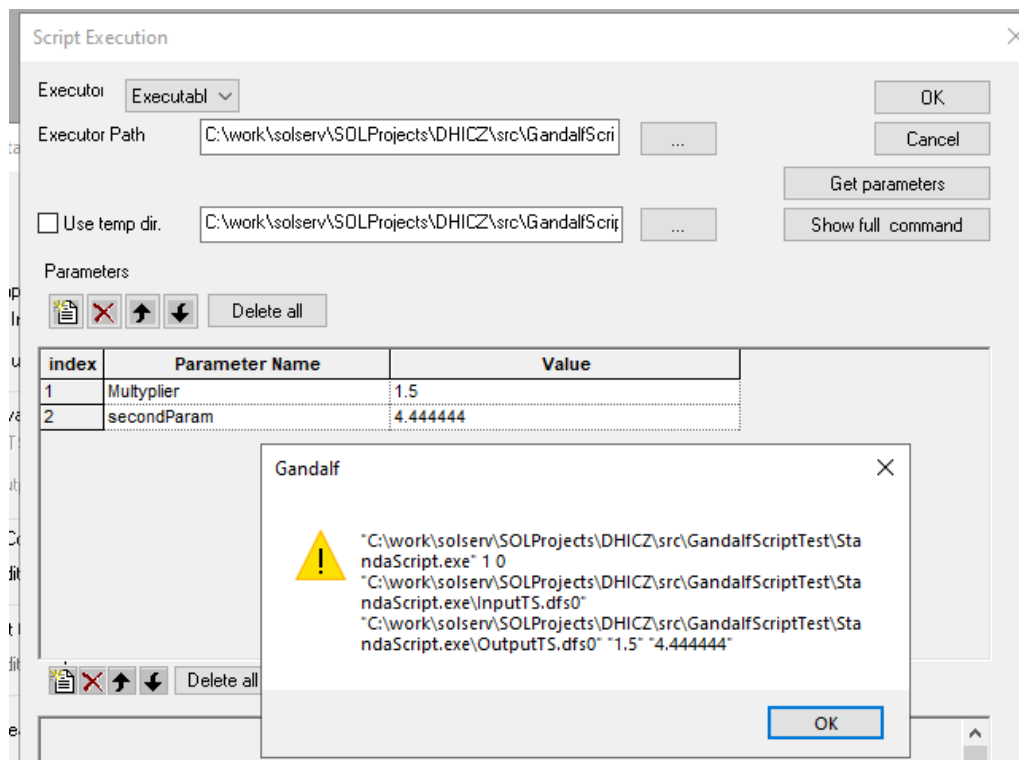 Script Execution
Executor
Executabl
OK
Executor Path
C:\work\solserv\SOLProjects\DHICZ\src\GandalfScri
...
Cancel
Get parameters
Use temp dir.
C:\work\solserv\SOLProjects\DHICZ\src\GandalfScrip
...
Show full command
Parameters
Delete all
index Parameter Name Value
1 Multyplier 1.5
2 secondParam 4.444444
Gandalf
"C:\work\solserv\SOLProjects\DHICZ\src\GandalfScriptTest\Sta
ndaScript.exe" 1 0
"C:\work\solserv\SOLProjects\DHICZ\src\GandalfScriptTest\Sta
ndaScript.exe\InputTS.dfs0"
"C:\work\solserv\SOLProjects\DHICZ\src\GandalfScriptTest\Sta
ndaScript.exe\OutputTS.dfs0" "1.5" "4.444444"
OK
Delete all